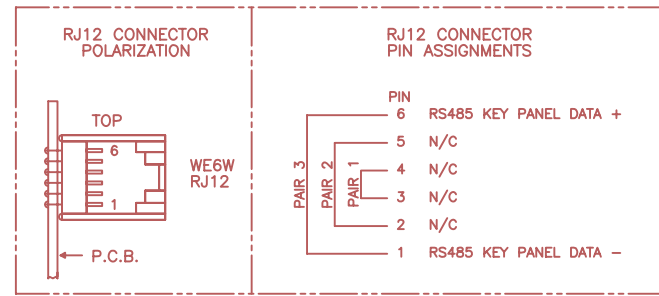 RJ12 CONNECTOR
POLARIZATION
TOP
6
1
WE6W
RJ12
P.C.B.
RJ12 CONNECTOR
PIN ASSIGNMENTS
PIN
6 RS485 KEY PANEL DATA +
5 N/C
4 N/C
3 N/C
2 N/C
1 RS485 KEY PANEL DATA -
PAIR 3
PAIR 2
PAIR 1